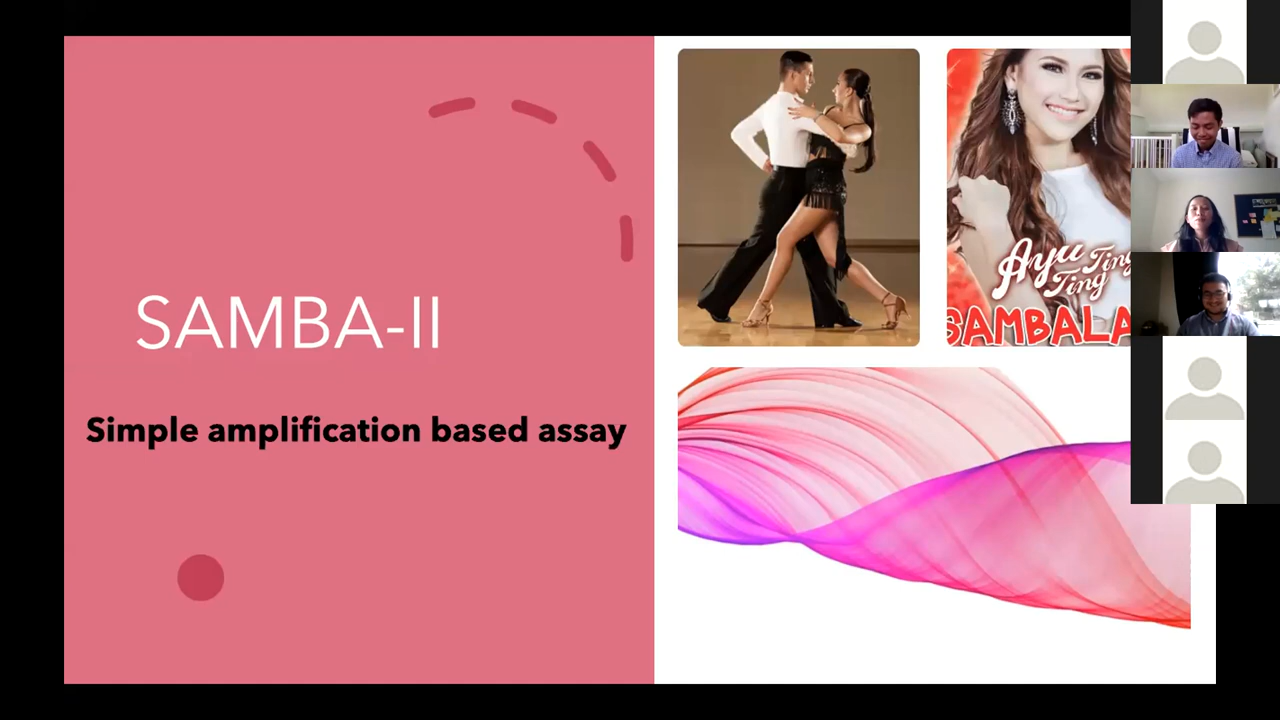 SAMBA-II
Simple amplification based assay
Ayu Ting
Ting
SAMBALA